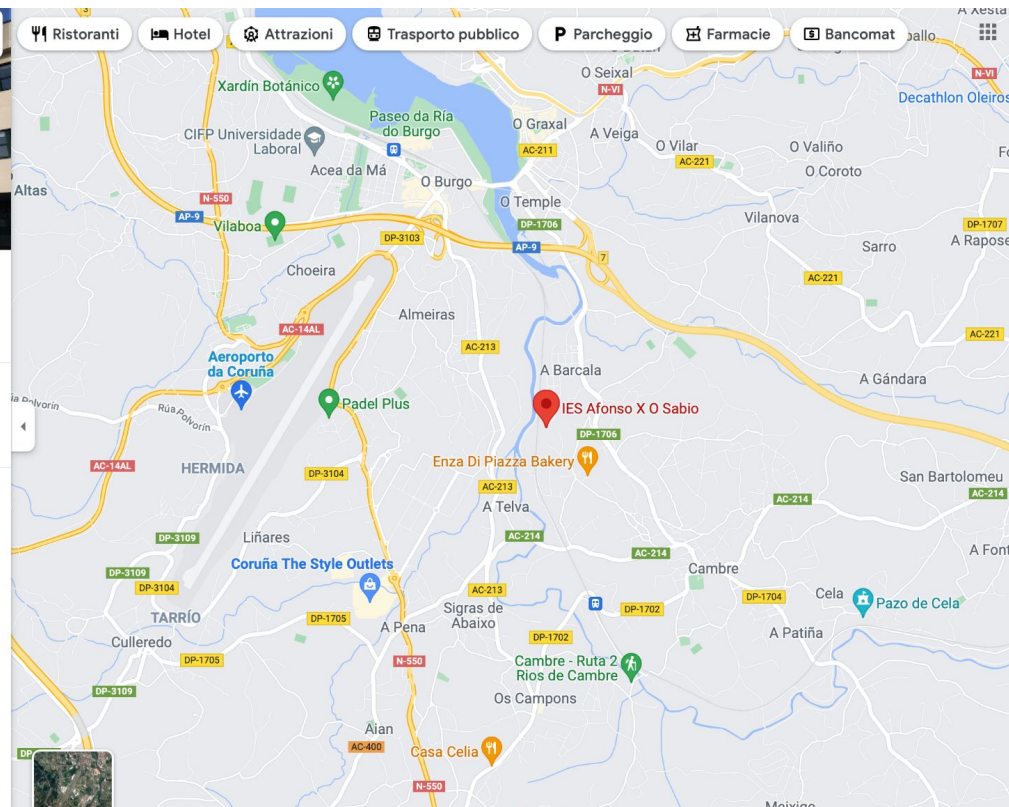 A Xesta
Ristoranti
Hotel
Attrazioni
Trasporto pubblico
Parcheggio
Farmacie
Bancomat
3
O Seixal
N-VI
N-VI
Xardín Botánico
Decathlon Oleiros
Paseo da Ría
do Burgo
O Graxal
A Veiga
CIFP Universidade
Laboral
AC-211
O Vilar
O Valiño
AC-221
Acea da Má
O Coroto
Altas
O Burgo
N-550
O Temple
AP-9
Vilaboa
DP-1706
Vilanova
DP-1707
DP-3103
AP-9
Sarro
A Rapose
7
Choeira
AC-221
Almeiras
AC-14AL
AC-213
AC-221
Aeroporto
da Coruña
A Barcala
A Gándara
ia Polvorín
Rúa Polvorín
Padel Plus
IES Afonso X O Sabio
DP-1706
AC-14AL
HERMIDA
DP-3104
Enza Di Piazza Bakery
San Bartolomeu
AC-213
AC-214
AC-214
A Telva
DP-3109
Liñares
AC-214
AC-214
A Font
Coruña The Style Outlets
Cambre
DP-3109
DP-3104
AC-213
DP-1704
Cela
Pazo de Cela
TARRÍO
DP-1705
Sigras de
Abaixo
DP-1702
A Pena
A Patiña
Culleredo
DP-1702
DP-1705
N-550
Cambre - Ruta 2
Rios de Cambre
DP-3109
Os Campons
Aian
AC-400
Casa Celia
DP
N-550
Meixigo